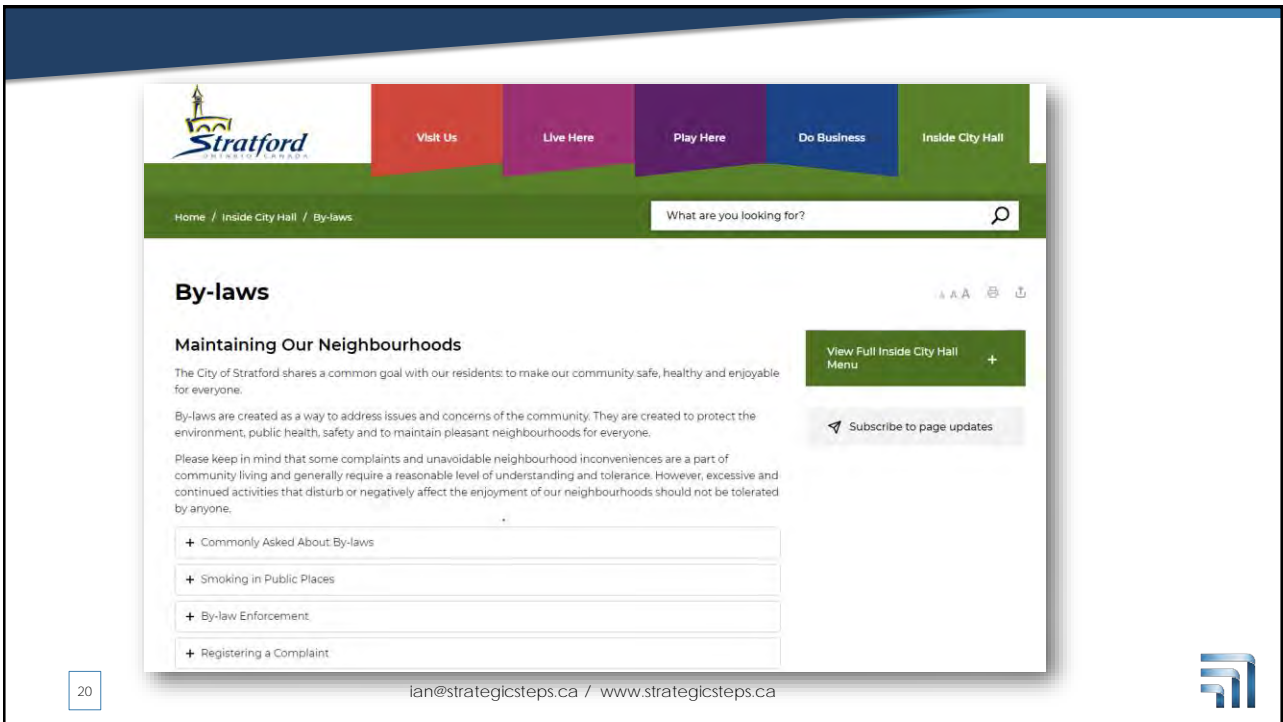 Stratford
ONTARIO CANADA
Visit Us
Live Here
Play Here
Do Business
Inside City Hall
Home / Inside City Hall / By-laws
What are you looking for?
By-laws
A A A
Maintaining Our Neighbourhoods
The City of Stratford shares a common goal with our residents: to make our community safe, healthy and enjoyable
for everyone.
By-laws are created as a way to address issues and concerns of the community. They are created to protect the
environment, public health, safety and to maintain pleasant neighbourhoods for everyone.
Please keep in mind that some complaints and unavoidable neighbourhood inconveniences are a part of
community living and generally require a reasonable level of understanding and tolerance. However, excessive and
continued activities that disturb or negatively affect the enjoyment of our neighbourhoods should not be tolerated
by anyone.
+ Commonly Asked About By-laws
+ Smoking in Public Places
+ By-law Enforcement
+ Registering a Complaint
View Full Inside City Hall
Menu +
Subscribe to page updates
20
ian@strategicsteps.ca / www.strategicsteps.ca